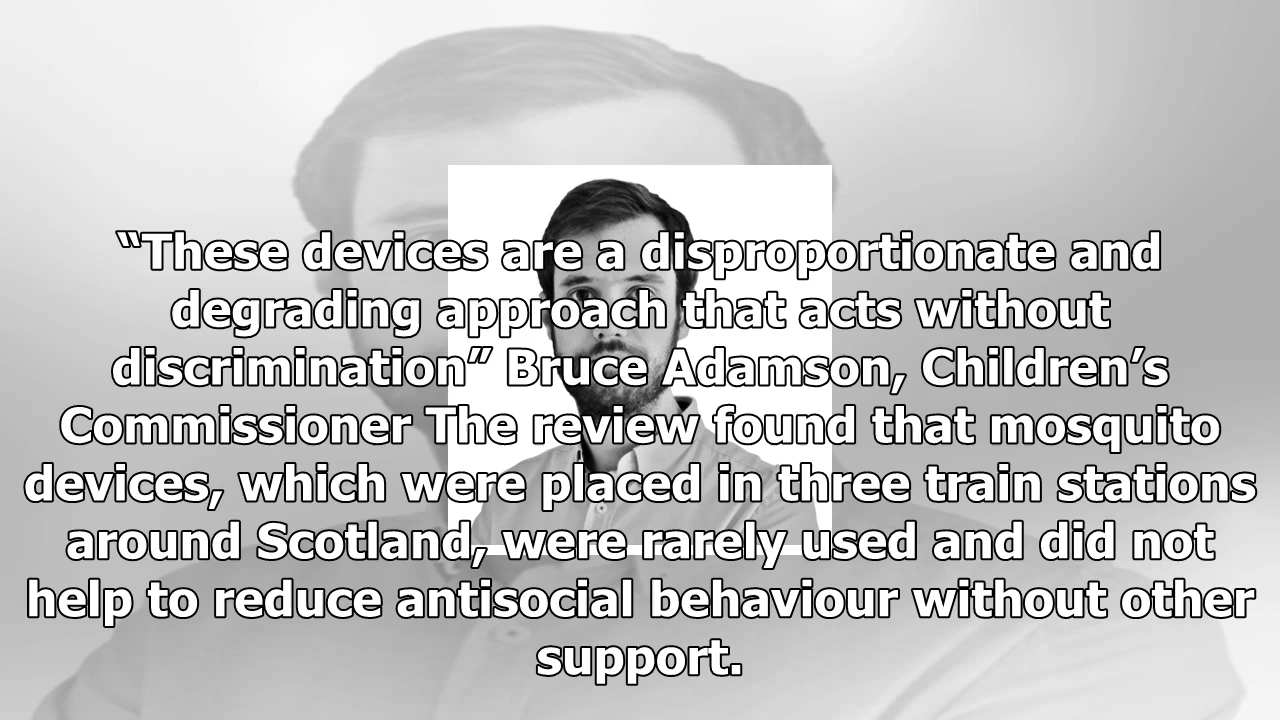 “These devices are a disproportionate and
degrading approach that acts without
discrimination” Bruce Adamson, Children’s
Commissioner The review found that mosquito
devices, which were placed in three train stations
around Scotland, were rarely used and did not
help to reduce antisocial behaviour without other
support.